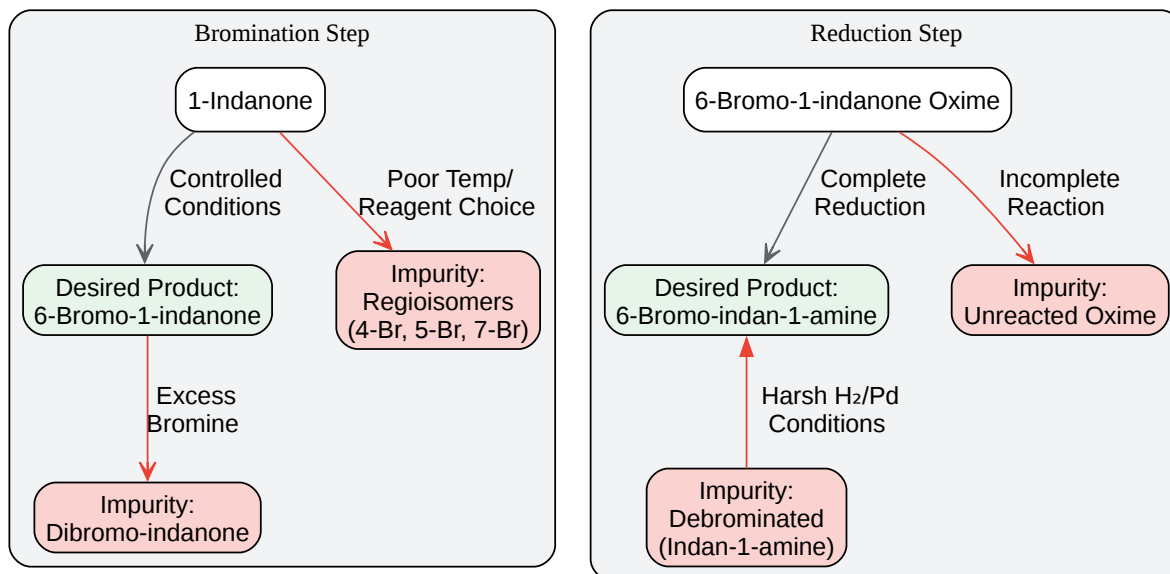 Bromination Step
1-Indanone
Controlled
Conditions
Poor Temp/
Reagent Choice
Desired Product:
6-Bromo-1-indanone
Impurity:
Regioisomers
(4-Br, 5-Br, 7-Br)
Excess
Bromine
Impurity:
Dibromo-indanone
Reduction Step
6-Bromo-1-indanone Oxime
Complete
Reduction
Incomplete
Reaction
Desired Product:
6-Bromo-indan-1-amine
Impurity:
Unreacted Oxime
Harsh H₂/Pd
Conditions
Impurity:
Debrominated
(Indan-1-amine)